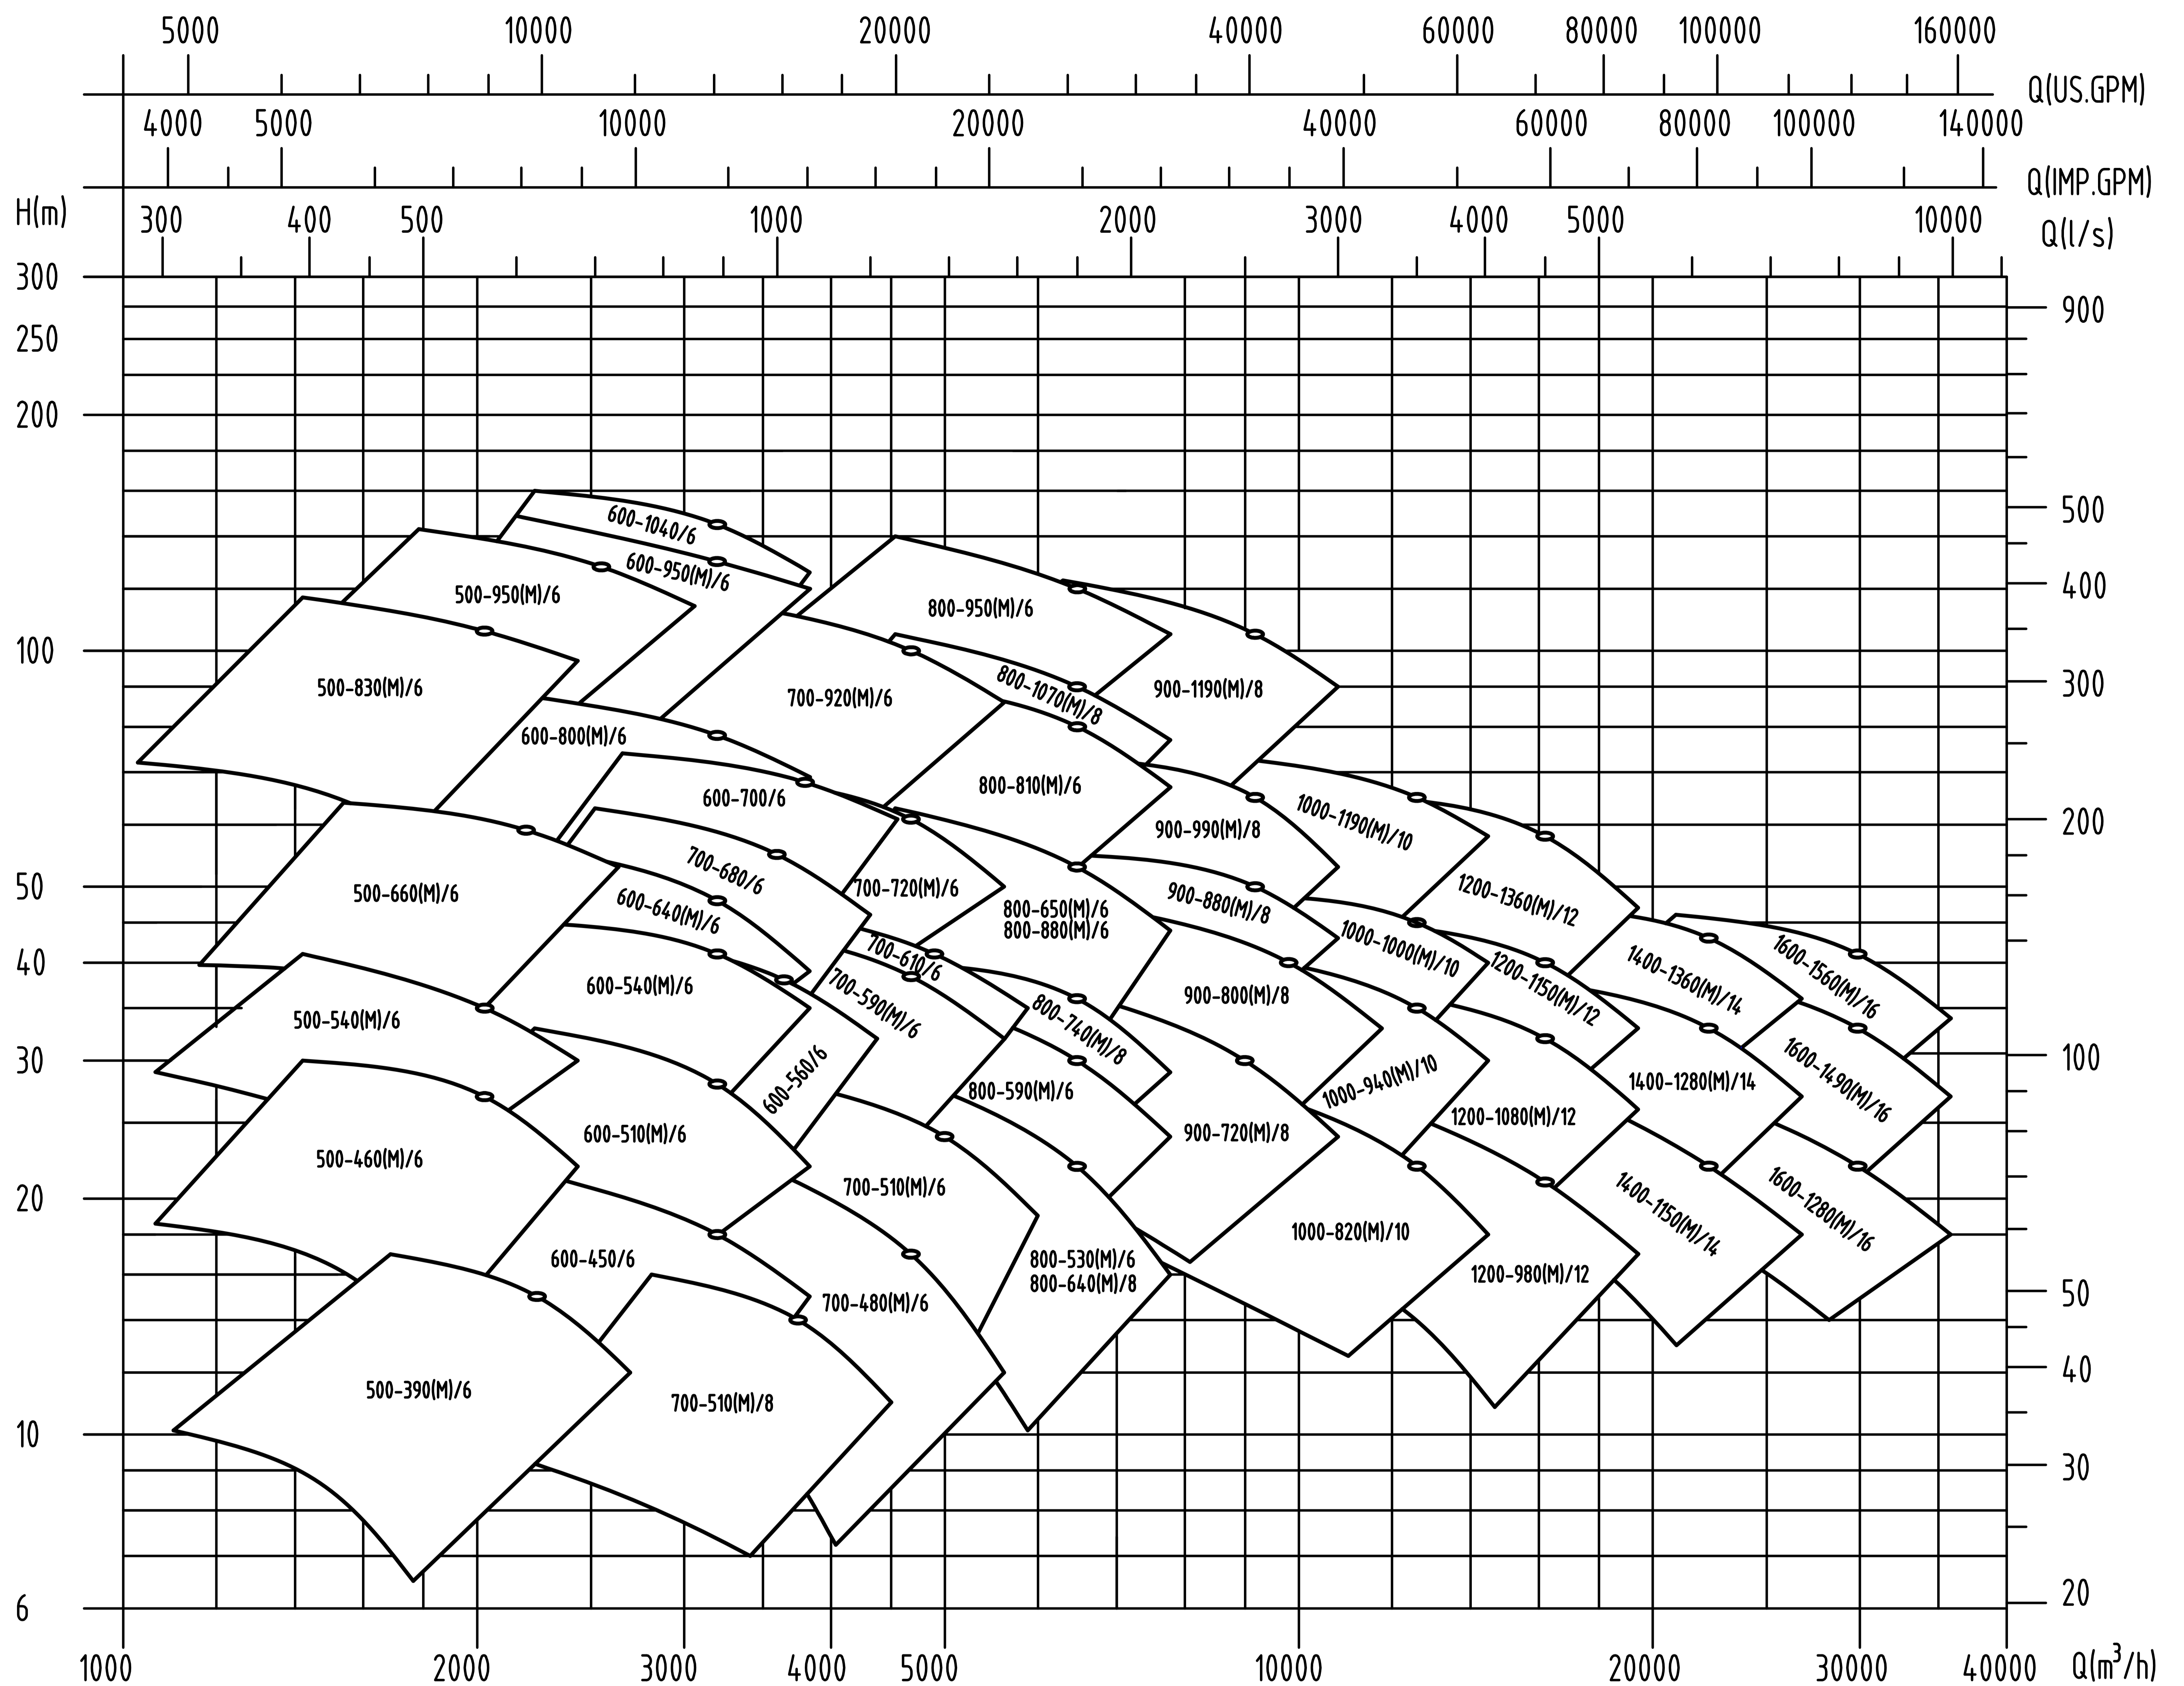 5000 10000 20000 40000 60000 80000 100000 160000
Q(US.GPM)
4000 5000 10000 20000 40000 60000 80000 100000 140000
Q(IMP.GPM)
H(m)
300 400 500 1000 2000 3000 4000 5000 10000
Q(l/s)
300
900
250
200
500
600-1040/6
600-950(M)/6
400
500-950(M)/6
800-950(M)/6
100
300
500-830(M)/6
700-920(M)/6
800-1070(M)/8
900-1190(M)/8
600-800(M)/6
800-810(M)/6
600-700/6
200
900-990(M)/8
1000-1190(M)/10
700-680/6
50
500-660(M)/6
700-720(M)/6
600-640(M)/6
800-650(M)/6
800-880(M)/6
900-880(M)/8
1200-1360(M)/12
40
700-610/6
1000-1000(M)/10
600-540(M)/6
700-590(M)/6
900-800(M)/8
1200-1150(M)/12
1400-1360(M)/14
1600-1560(M)/16
500-540(M)/6
800-740(M)/8
30
100
600-560/6
800-590(M)/6
1000-940(M)/10
1400-1280(M)/14
1600-1490(M)/16
600-510(M)/6
900-720(M)/8
1200-1080(M)/12
500-460(M)/6
20
700-510(M)/6
1400-1150(M)/14
1600-1280(M)/16
1000-820(M)/10
600-450/6
800-530(M)/6
800-640(M)/8
1200-980(M)/12
700-480(M)/6
50
500-390(M)/6
700-510(M)/8
40
10
30
6
20
1000 2000 3000 4000 5000 10000 20000 30000 40000 Q(m³/h)